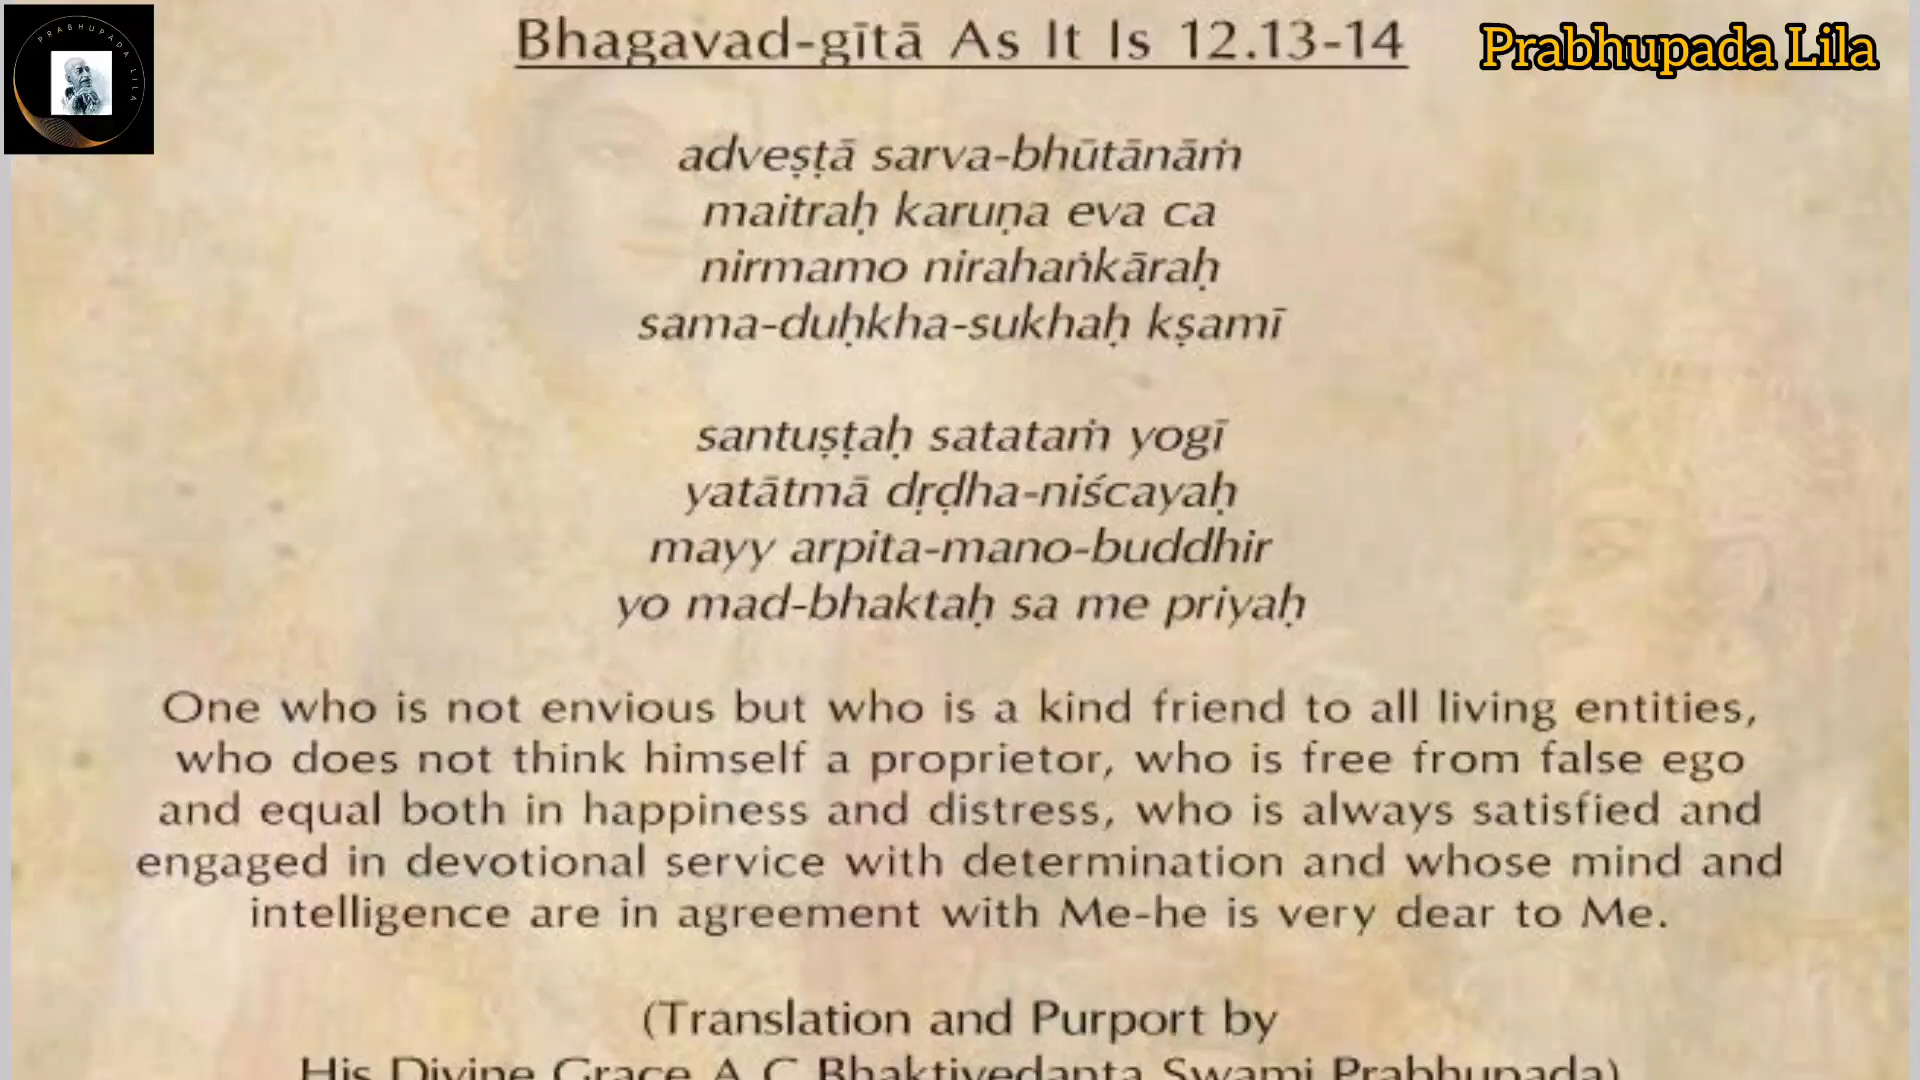 PRABHUPADA LILA
Bhagavad-gītā As It Is 12.13-14
Prabhupada Lila
adveṣṭā sarva-bhūtānāṁ
maitraḥ karuṇa eva ca
nirmamo nirahaṅkāraḥ
sama-duḥkha-sukhaḥ kṣamī
santuṣṭaḥ satataṁ yogī
yatātmā dṛḍha-niścayaḥ
mayy arpita-mano-buddhir
yo mad-bhaktaḥ sa me priyaḥ
One who is not envious but who is a kind friend to all living entities,
who does not think himself a proprietor, who is free from false ego
and equal both in happiness and distress, who is always satisfied and
engaged in devotional service with determination and whose mind and
intelligence are in agreement with Me-he is very dear to Me.
(Translation and Purport by
His Divine Grace A C Bhaktivedanta Swami Prabhupada)